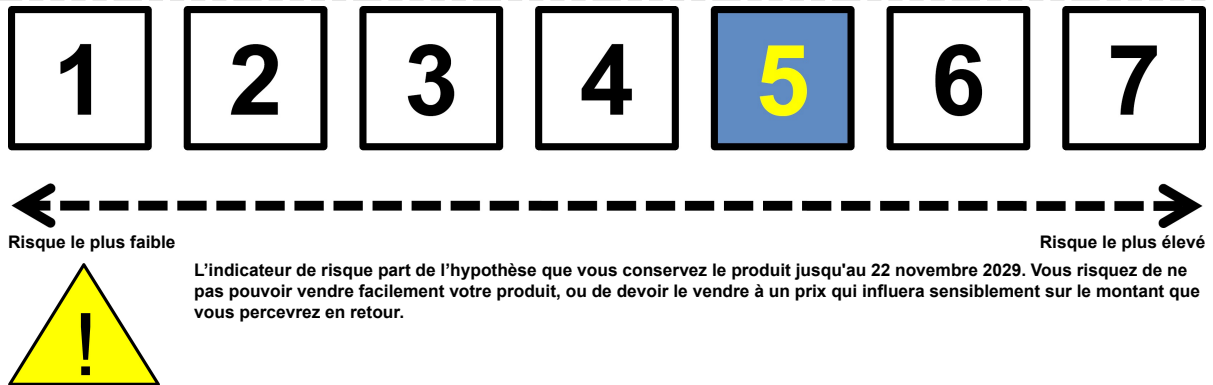 1 2 3 4 5 6 7
Risque le plus faible Risque le plus élevé
L’indicateur de risque part de l’hypothèse que vous conservez le produit jusqu'au 22 novembre 2029. Vous risquez de ne
pas pouvoir vendre facilement votre produit, ou de devoir le vendre à un prix qui influera sensiblement sur le montant que
vous percevrez en retour.
!